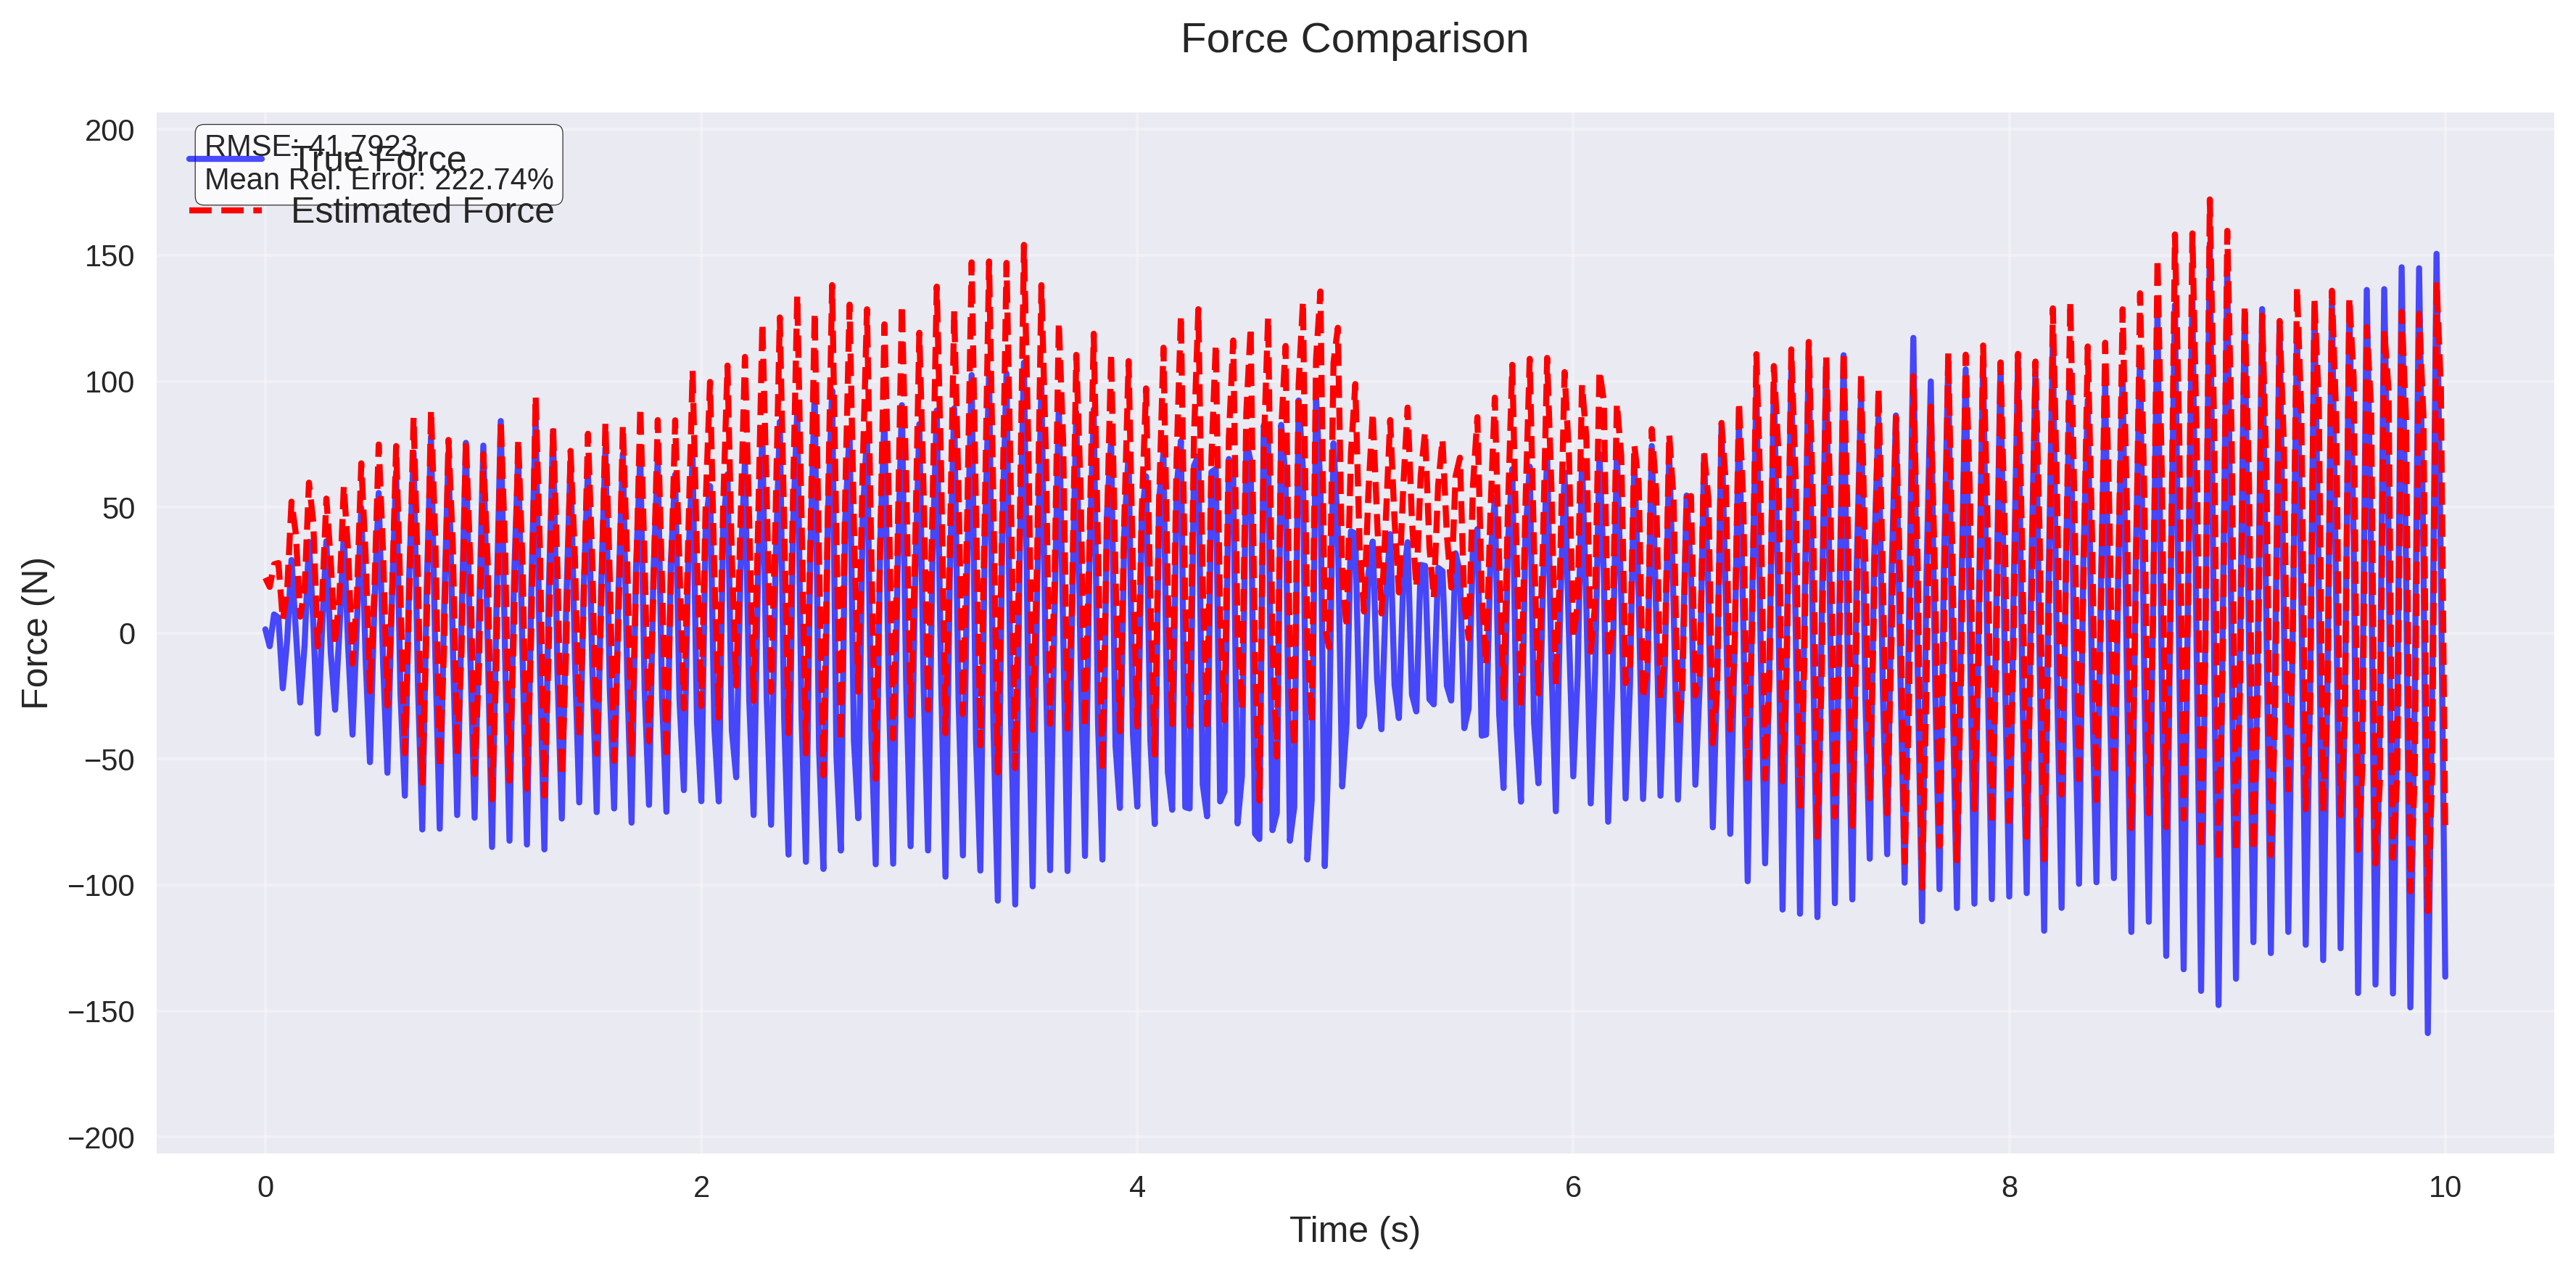 Force Comparison
RMSE: 41.7923
True Force
Mean Rel. Error: 222.74%
Estimated Force
200
150
100
50
0
−50
−100
−150
−200
Force (N)
0 2 4 6 8 10
Time (s)